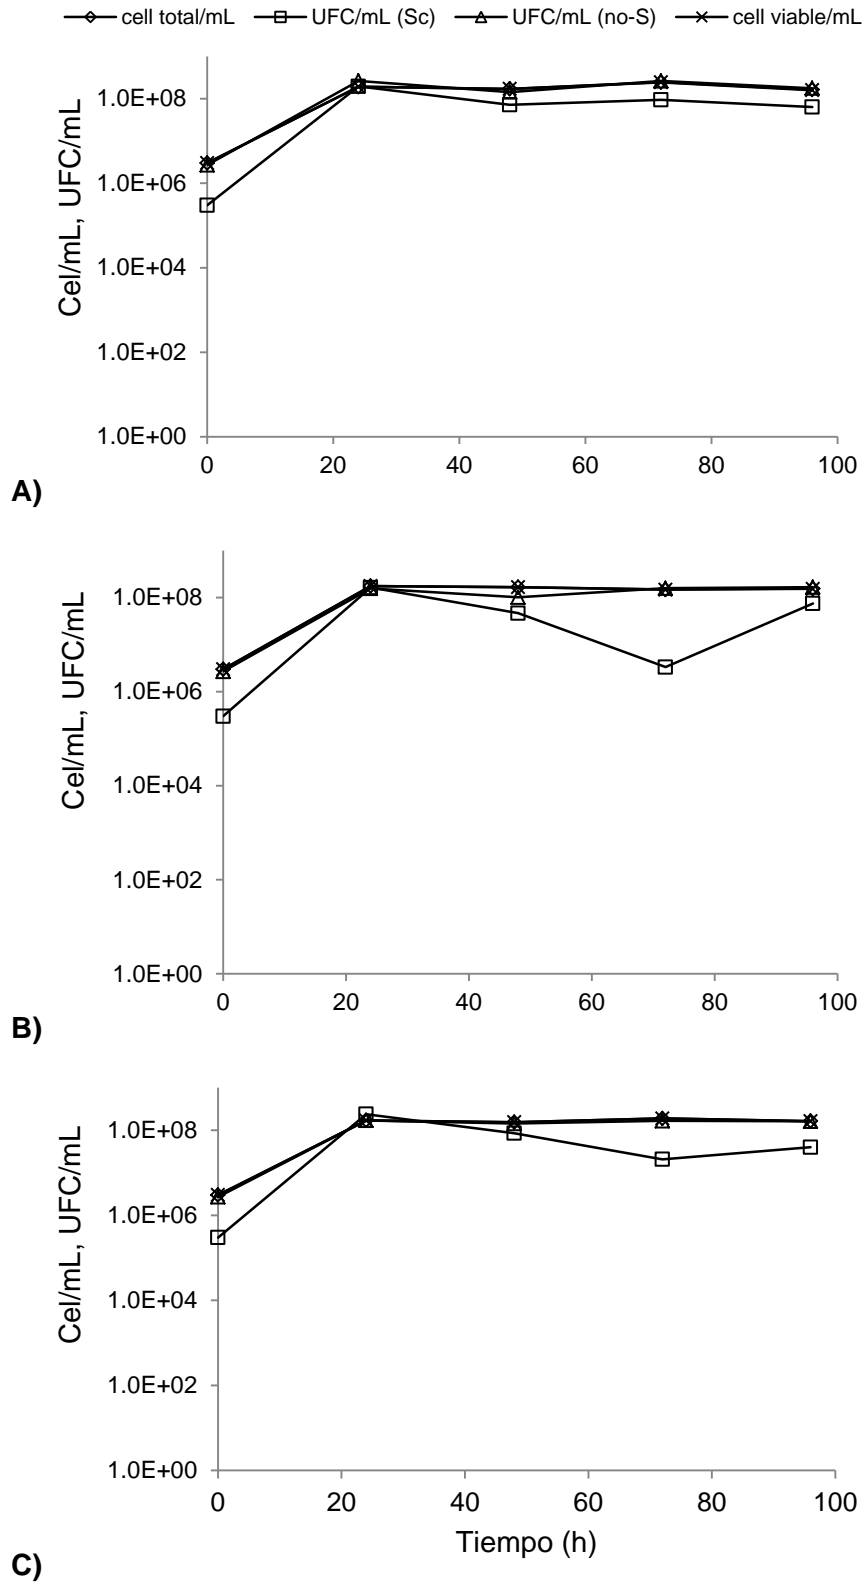 cell total/mL UFC/mL (Sc) UFC/mL (no-S) cell viable/mL
Cel/mL, UFC/mL
1.0E+08
1.0E+06
1.0E+04
1.0E+02
1.0E+00
0 20 40 60 80 100
A)
Cel/mL, UFC/mL
1.0E+08
1.0E+06
1.0E+04
1.0E+02
1.0E+00
0 20 40 60 80 100
B)
Cel/mL, UFC/mL
1.0E+08
1.0E+06
1.0E+04
1.0E+02
1.0E+00
0 20 40 60 80 100
Tiempo (h)
C)